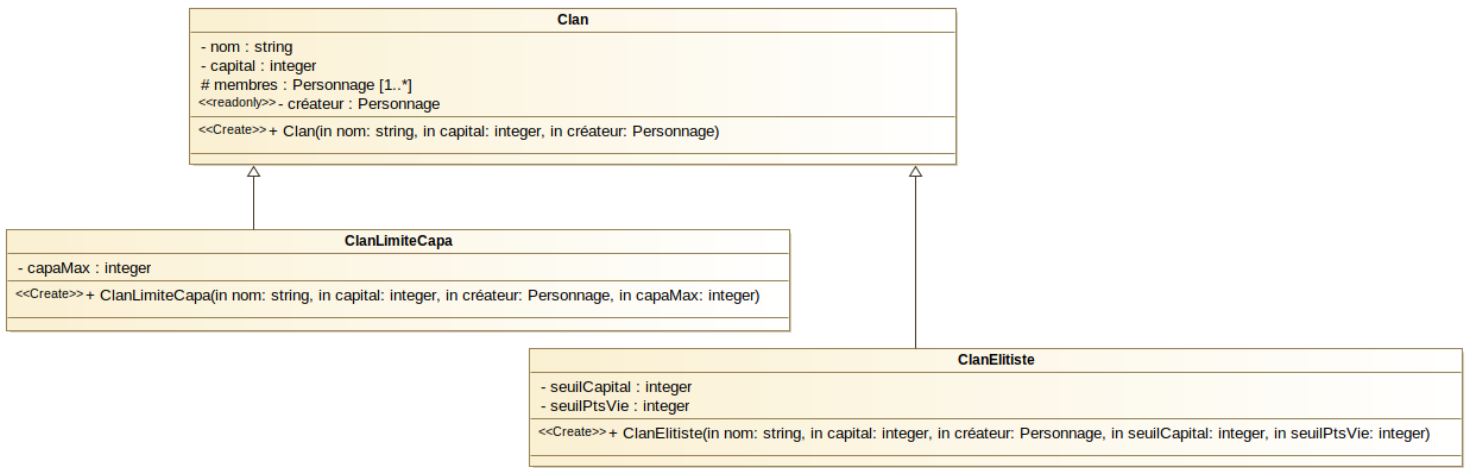 Clan
- nom : string
- capital : integer
# membres : Personnage [1..*]
<<readonly>> - créateur : Personnage
<<Create>> + Clan(in nom: string, in capital: integer, in créateur: Personnage)
ClanLimiteCapa
- capaMax : integer
<<Create>> + ClanLimiteCapa(in nom: string, in capital: integer, in créateur: Personnage, in capaMax: integer)
ClanElitiste
- seuilCapital : integer
- seuilPtsVie : integer
<<Create>> + ClanElitiste(in nom: string, in capital: integer, in créateur: Personnage, in seuilCapital: integer, in seuilPtsVie: integer)